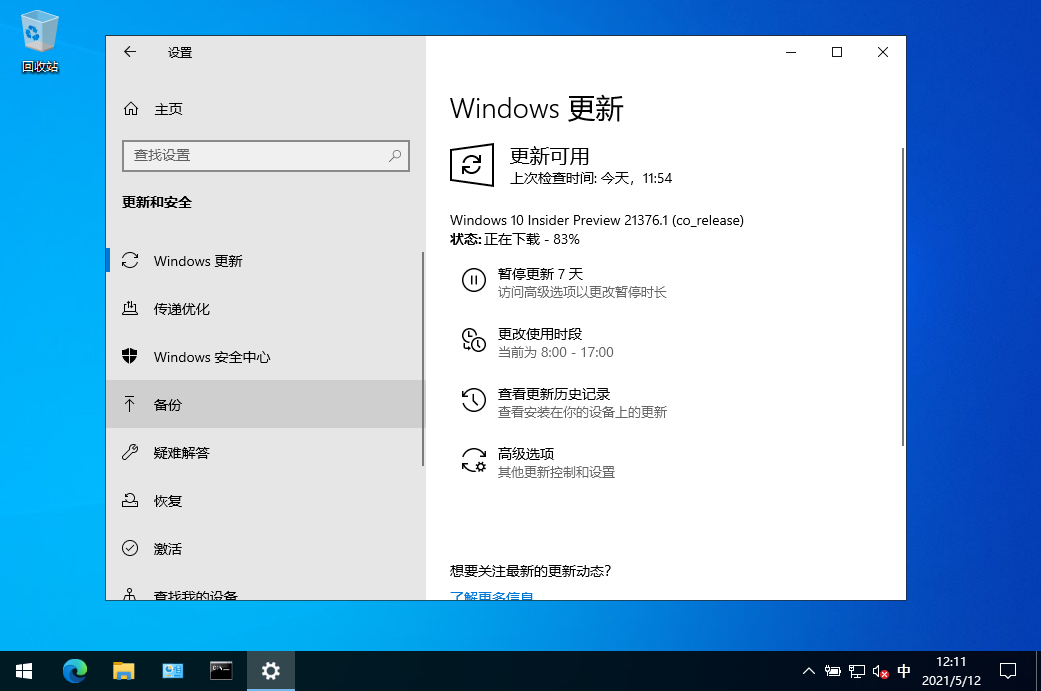 回收站
设置
主页
查找设置
更新和安全
Windows 更新
传递优化
Windows 安全中心
备份
疑难解答
恢复
激活
查找我的设备
Windows 更新
更新可用
上次检查时间: 今天，11:54
Windows 10 Insider Preview 21376.1 (co_release)
状态: 正在下载 - 83%
暂停更新 7 天
访问高级选项以更改暂停时长
更改使用时段
当前为 8:00 - 17:00
查看更新历史记录
查看安装在你的设备上的更新
高级选项
其他更新控制和设置
想要关注最新的更新动态?
了解更多信息
中
12:11
2021/5/12